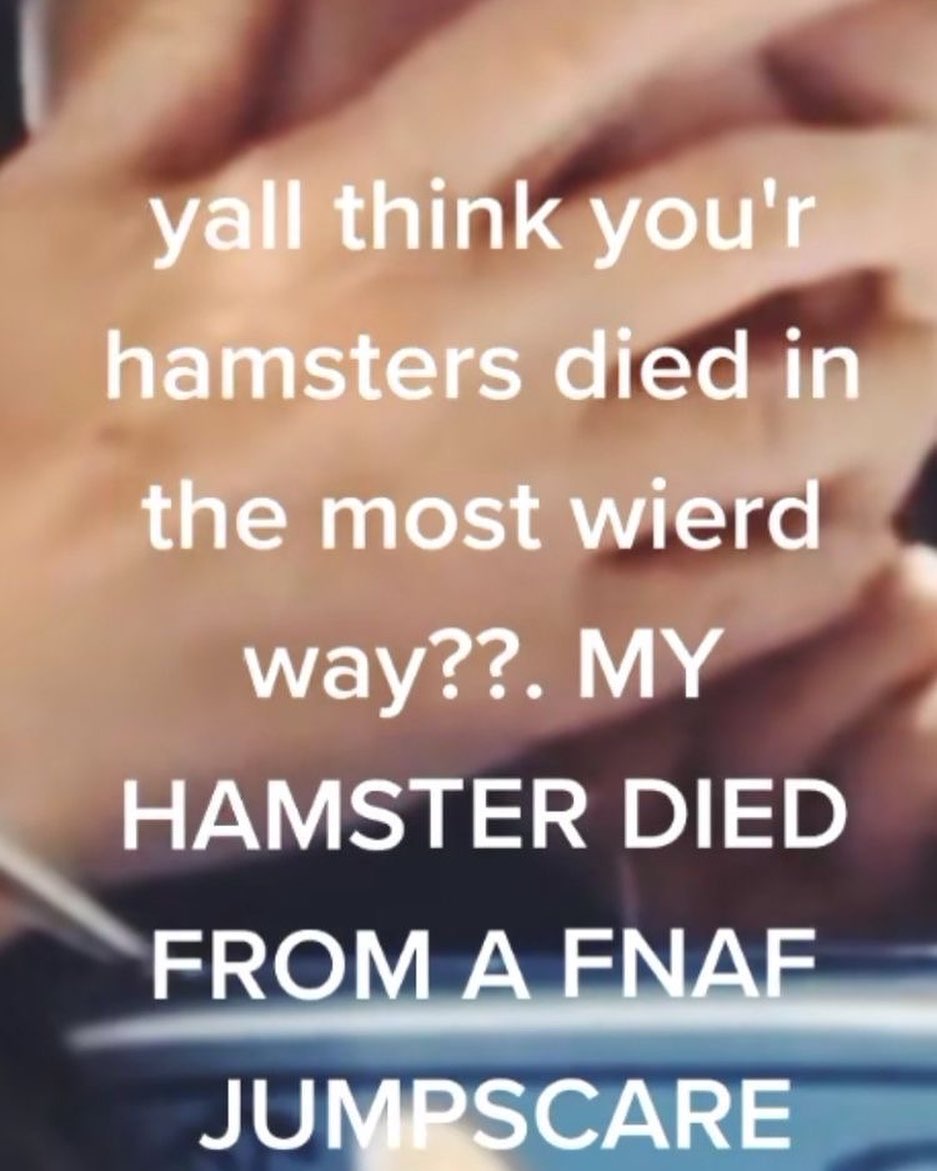 yall think you'r
hamsters died in
the most wierd
way??. MY
HAMSTER DIED
FROM A FNAF
JUMPSCARE